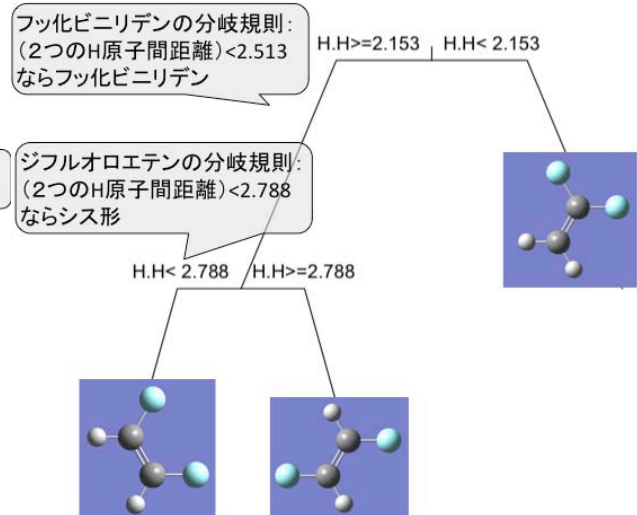 フッ化ビニリデンの分岐規則:
(2つのH原子間距離)<2.513
ならフッ化ビニリデン
H.H>=2.153
H.H< 2.153
ジフルオロエテンの分岐規則:
(2つのH原子間距離)<2.788
ならシス形
H.H< 2.788
H.H>=2.788